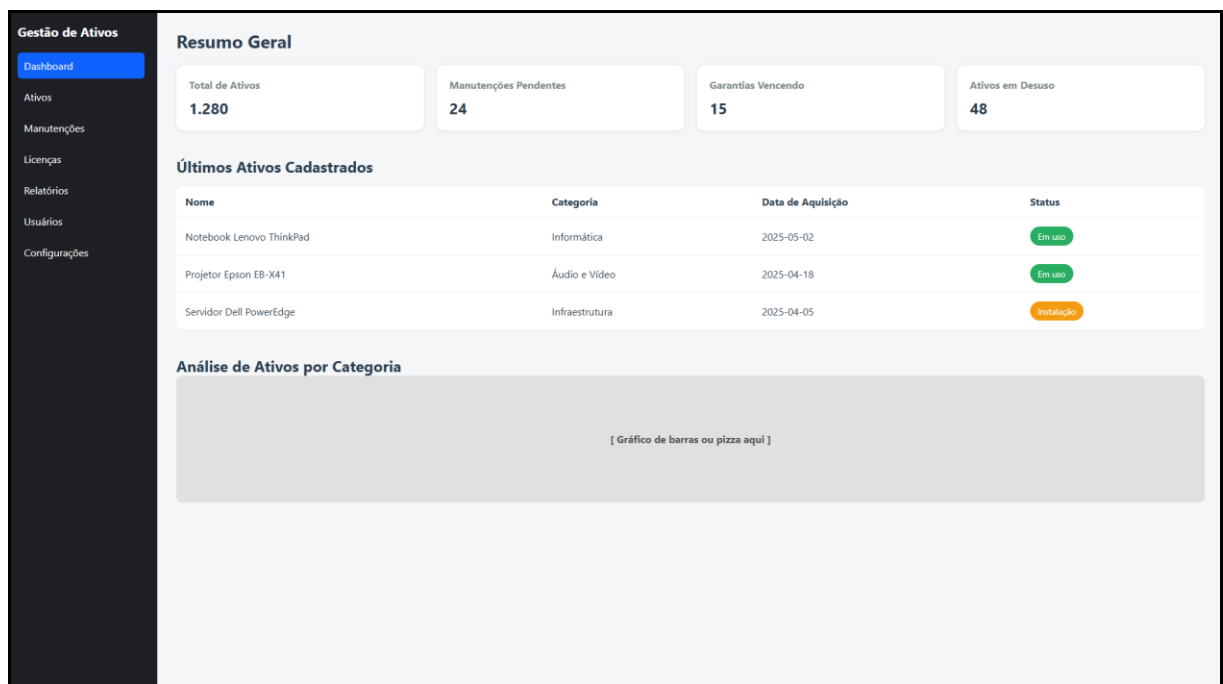 Gestão de Ativos
Dashboard
Ativos
Manutenções
Licenças
Relatórios
Usuários
Configurações
Resumo Geral
Total de Ativos
1.280
Manutenções Pendentes
24
Garantias Vencendo
15
Ativos em Desuso
48
Últimos Ativos Cadastrados
Nome Categoria Data de Aquisição Status
Notebook Lenovo ThinkPad Informática 2025-05-02 Em uso
Projetor Epson EB-X41 Áudio e Vídeo 2025-04-18 Em uso
Servidor Dell PowerEdge Infraestrutura 2025-04-05 Instalação
Análise de Ativos por Categoria
[ Gráfico de barras ou pizza aqui ]